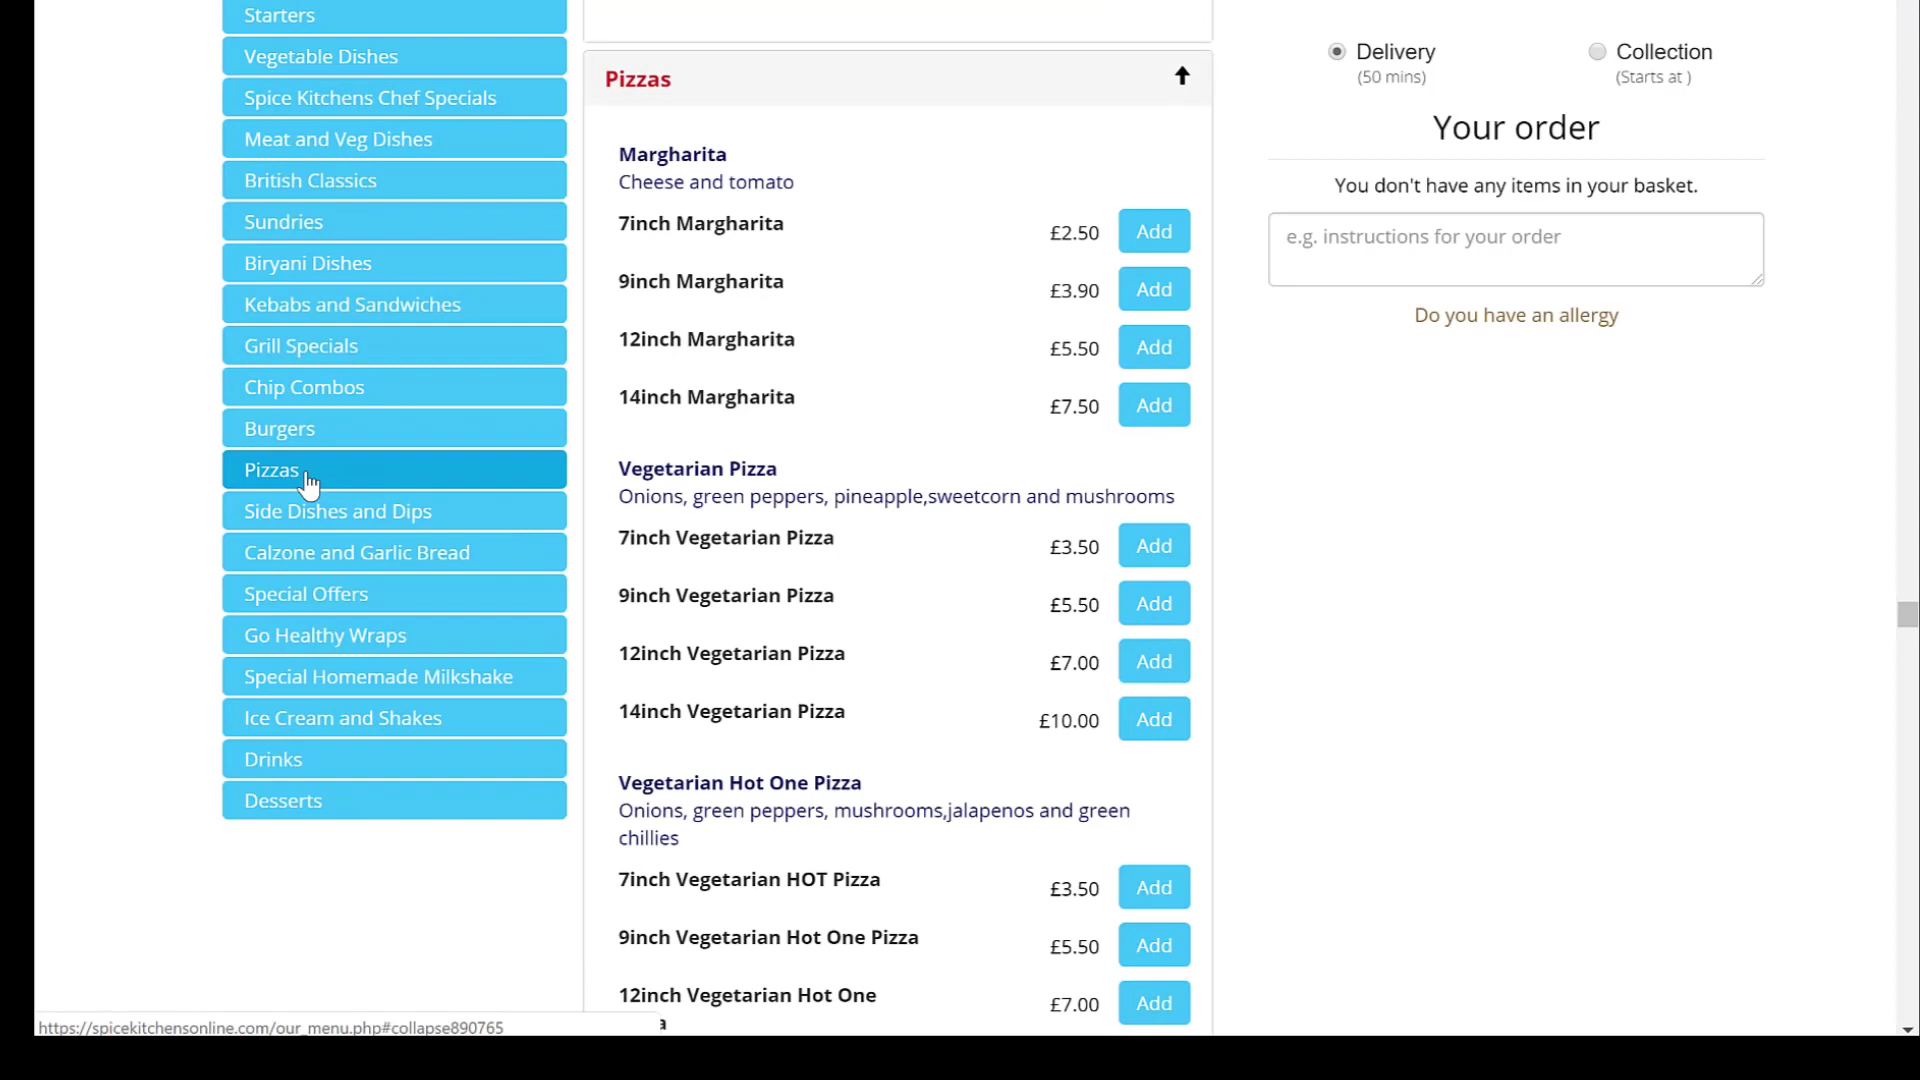 Starters
Vegetable Dishes
Spice Kitchens Chef Specials
Meat and Veg Dishes
British Classics
Sundries
Biryani Dishes
Kebabs and Sandwiches
Grill Specials
Chip Combos
Burgers
Pizzas
Side Dishes and Dips
Calzone and Garlic Bread
Special Offers
Go Healthy Wraps
Special Homemade Milkshake
Ice Cream and Shakes
Drinks
Desserts
Pizzas
Margharita
Cheese and tomato
7inch Margharita £2.50 Add
9inch Margharita £3.90 Add
12inch Margharita £5.50 Add
14inch Margharita £7.50 Add
Vegetarian Pizza
Onions, green peppers, pineapple,sweetcorn and mushrooms
7inch Vegetarian Pizza £3.50 Add
9inch Vegetarian Pizza £5.50 Add
12inch Vegetarian Pizza £7.00 Add
14inch Vegetarian Pizza £10.00 Add
Vegetarian Hot One Pizza
Onions, green peppers, mushrooms,jalapenos and green
chillies
7inch Vegetarian HOT Pizza £3.50 Add
9inch Vegetarian Hot One Pizza £5.50 Add
12inch Vegetarian Hot One £7.00 Add
Delivery Collection
(50 mins) (Starts at )
Your order
You don't have any items in your basket.
e.g. instructions for your order
Do you have an allergy
https://spicekitchensonline.com/our_menu.php#collapse890765